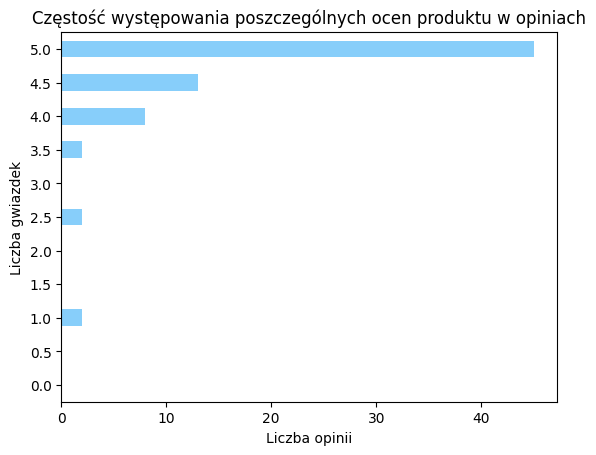 Częstość występowania poszczególnych ocen produktu w opiniach
Liczba gwiazdek
5.0
4.5
4.0
3.5
3.0
2.5
2.0
1.5
1.0
0.5
0.0
0 10 20 30 40
Liczba opinii